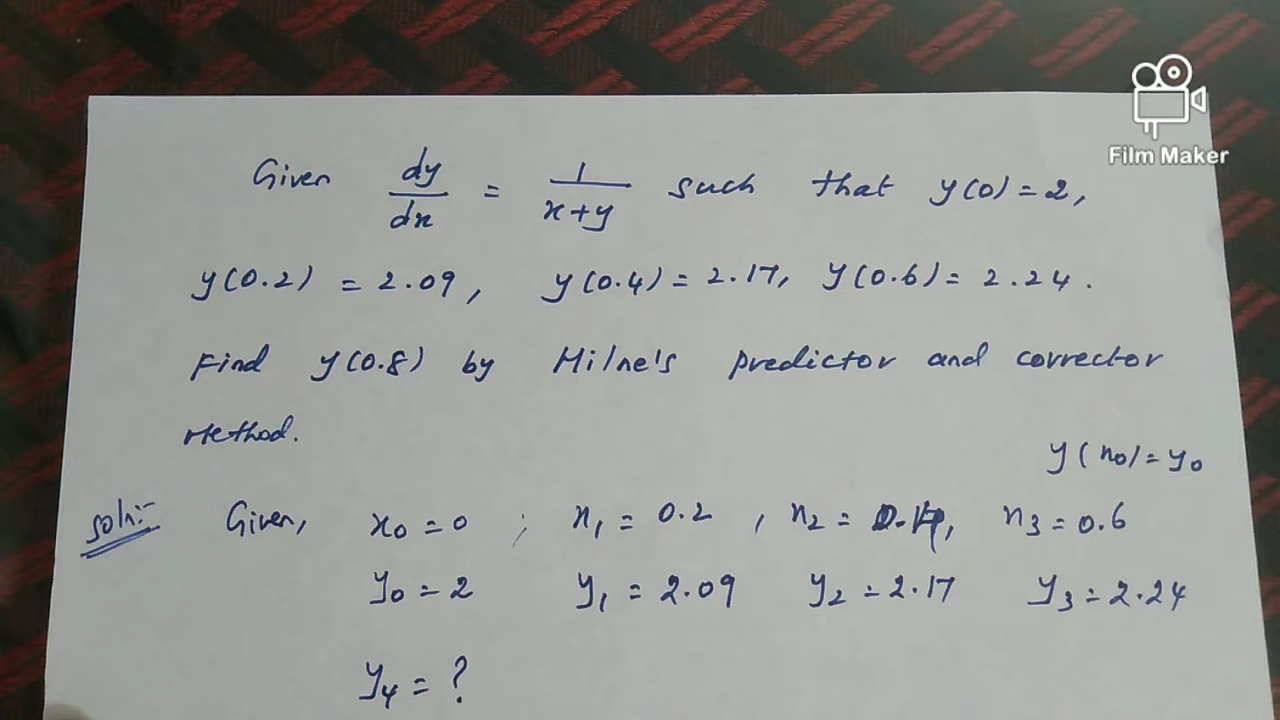 Film Maker
Given dy/dx = 1/(x+y) such that y(0) = 2,
y(0.2) = 2.09, y(0.4) = 2.17, y(0.6) = 2.24.
Find y(0.8) by Milne's predictor and corrector
method.
y(x0) = y0
Soln:- Given, x0 = 0 ; x1 = 0.2 , x2 = 0.4, x3 = 0.6
y0 = 2 y1 = 2.09 y2 = 2.17 y3 = 2.24
y4 = ?